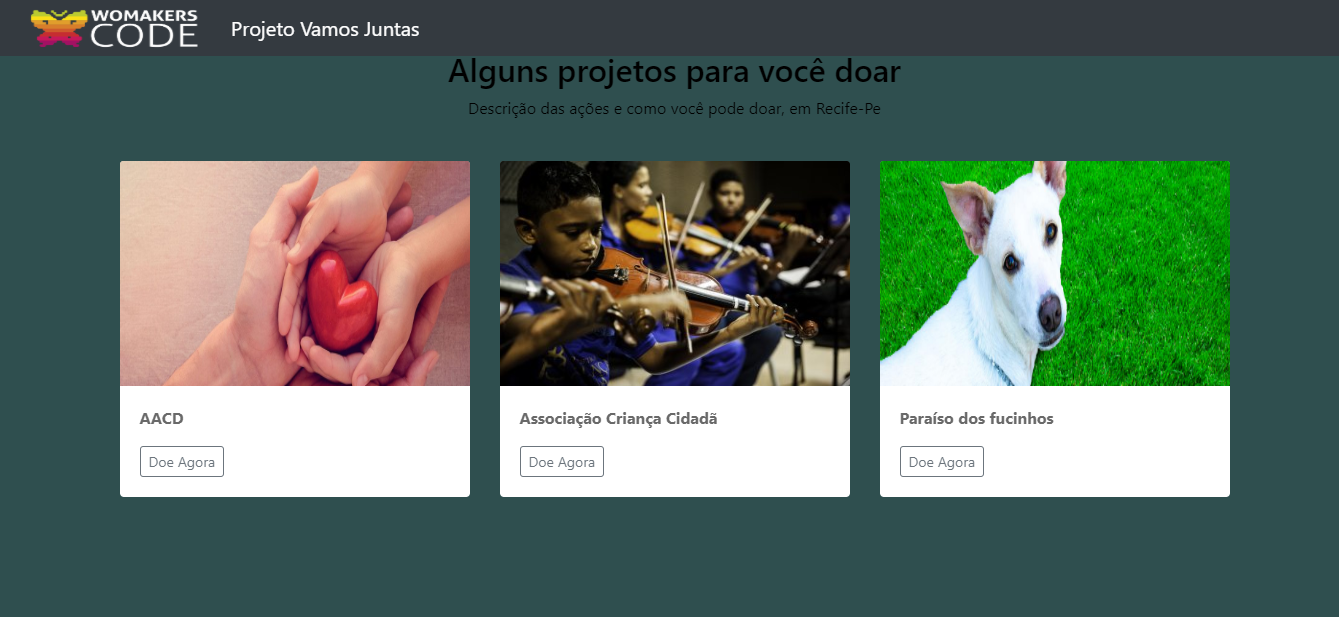 WOMAKERS
CODE
Projeto Vamos Juntas
Alguns projetos para você doar
Descrição das ações e como você pode doar, em Recife-Pe
AACD
Associação Criança Cidadã
Paraíso dos fucinhos
Doe Agora
Doe Agora
Doe Agora